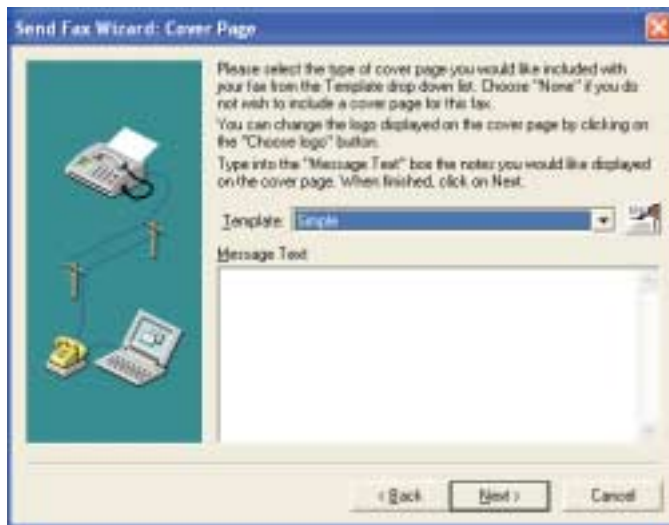 Send Fax Wizard: Cover Page
Please select the type of cover page you would like included with
your fax from the Template drop down list. Choose "None" if you do
not wish to include a cover page for this fax.
You can change the logo displayed on the cover page by clicking on
the "Choose logo" button.
Type into the "Message Text" box the notes you would like displayed
on the cover page. When finished, click on Next.
Template: Simple
Message Text
< Back Next > Cancel